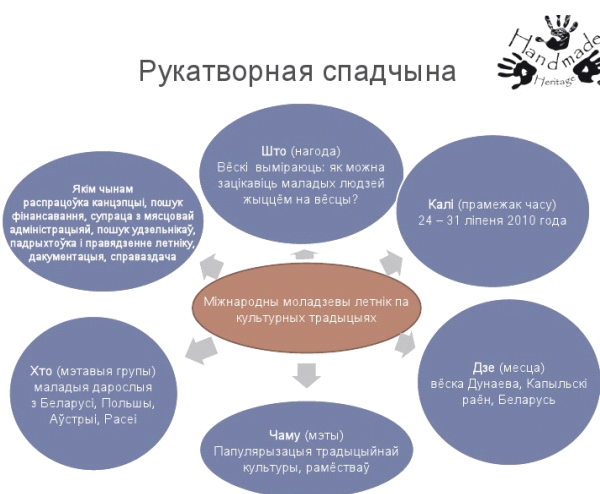 Handmade
Heritage
Рукатворная спадчына
Што (нагода)
Вёскі выміраюць: як можна
зацікавіць маладых людзей
жыццём на вёсцы?
Якім чынам
распрацоўка канцэпцыі, пошук
фінансавання, супраца з мясцовай
адміністрацыяй, пошук удзельнікаў,
падрыхтоўка і правядзенне летніку,
дакументацыя, справаздача
Калі (прамежак часу)
24 – 31 ліпеня 2010 года
Міжнародны моладзевы летнік па
культурных традыцыях
Хто (мэтавыя групы)
маладыя дарослыя
з Беларусі, Польшы,
Аўстрыі, Расеі
Дзе (месца)
вёска Дунаева, Капыльскі
раён, Беларусь
Чаму (мэты)
Папулярызацыя традыцыйнай
культуры, рамёстваў